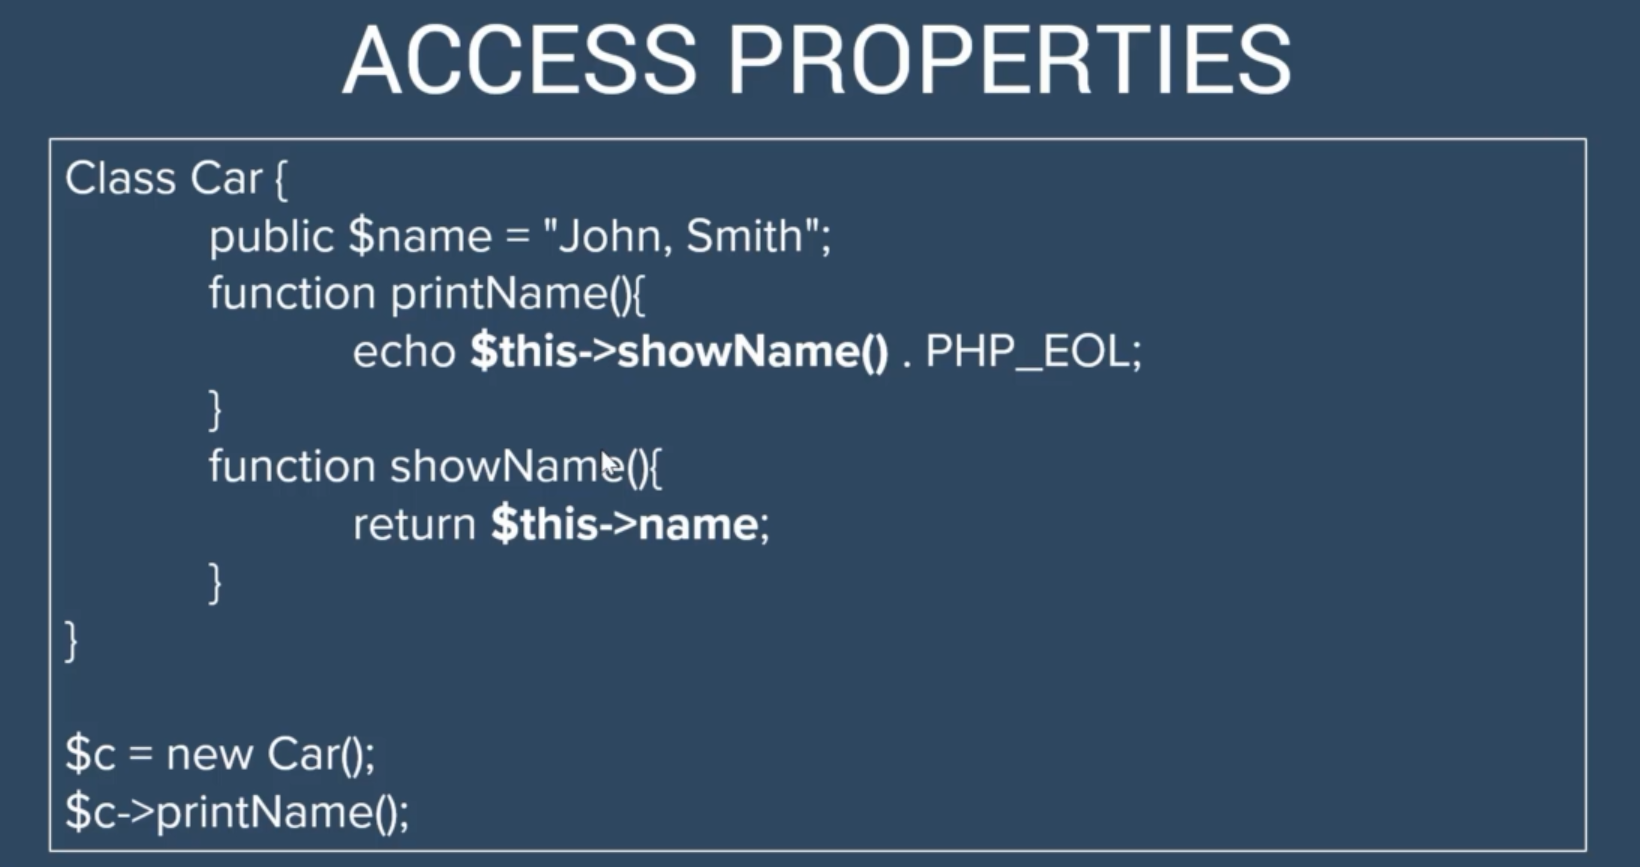 ACCESS PROPERTIES
Class Car {
public $name = "John, Smith";
function printName(){
echo $this->showName() . PHP_EOL;
}
function showName(){
return $this->name;
}
}
$c = new Car();
$c->printName();